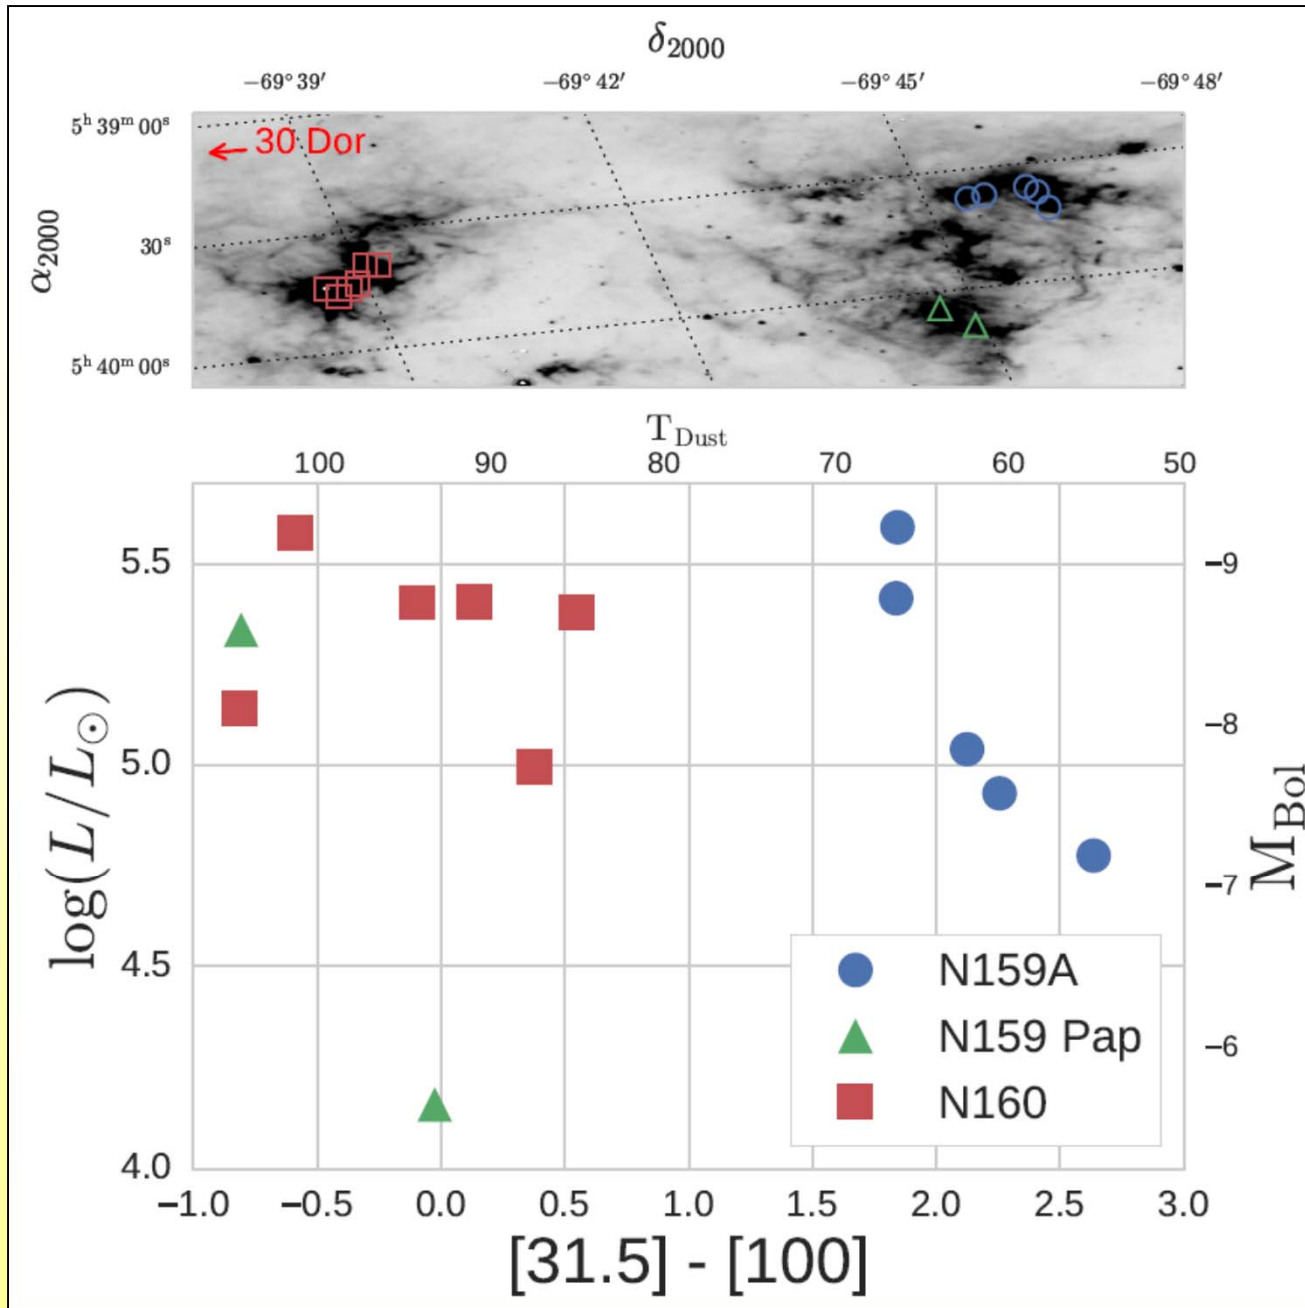 δ2000
−69°39′ −69°42′ −69°45′ −69°48′
5h 39m 00s
30 Dor
30s
α2000
5h 40m 00s
TDust
100 90 80 70 60 50
5.5
5.0
4.5
4.0
log(L/L⊙)
−9
−8
−7
−6
MBol
N159A
N159 Pap
N160
−1.0 −0.5 0.0 0.5 1.0 1.5 2.0 2.5 3.0
[31.5] - [100]